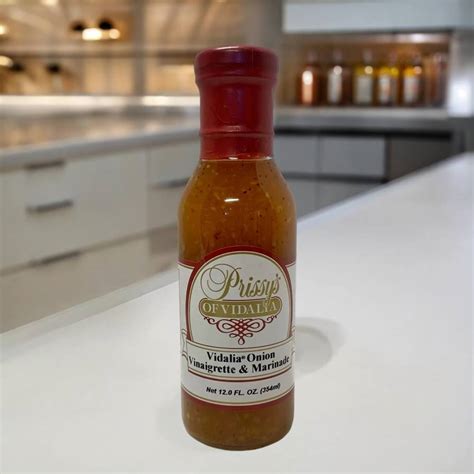 Prissy's
OF VIDALIA
Vidalia® Onion
Vinaigrette & Marinade
Net 12.0 FL. OZ. (354ml)